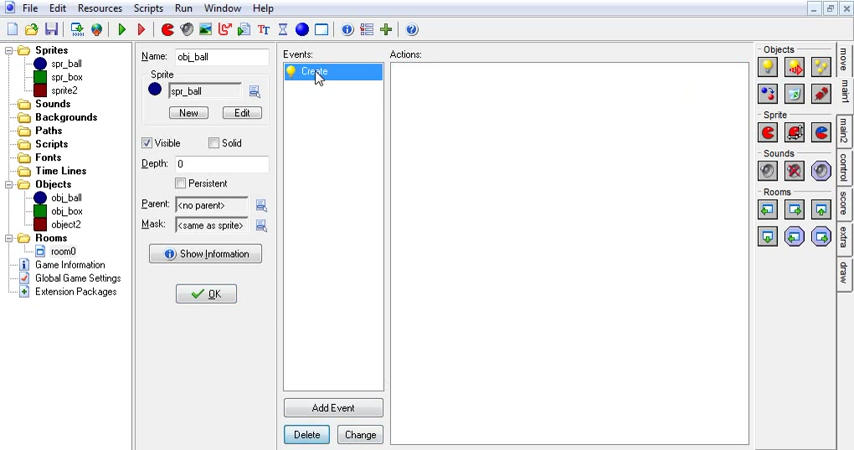 File Edit Resources Scripts Run Window Help
Sprites
spr_ball
spr_box
sprite2
Sounds
Backgrounds
Paths
Scripts
Fonts
Time Lines
Objects
obj_ball
obj_box
object2
Rooms
room0
Game Information
Global Game Settings
Extension Packages
Name: obj_ball
Sprite
spr_ball
New Edit
Visible Solid
Depth: 0
Persistent
Parent: <no parent>
Mask: <same as sprite>
Show Information
OK
Events:
Create
Add Event
Delete Change
Actions:
Objects
Sprite
Sounds
Rooms
move
main1
main2
control
score
extra
draw